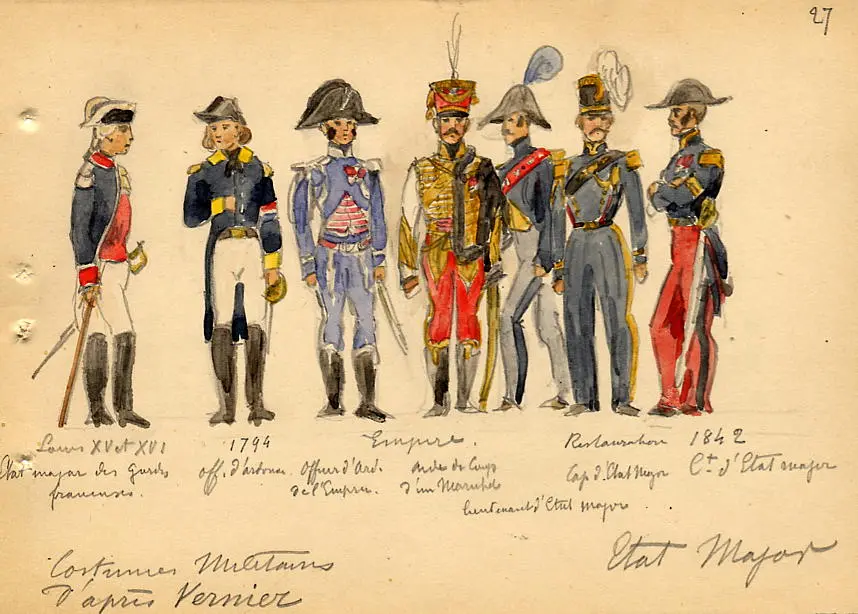 27
Louis XV et XVI
Etat major des Gardes
françaises.
1794
Off. d'ordonn.
Empire.
Officier d'Ord.
de l'Empire.
Aide de Camp
d'un Maréchal
lieutenant d'Etat major
Restauration
Cap d'Etat Major
1842
Ct d'Etat major
Costumes Militaires
D'après Vernier
Etat Major